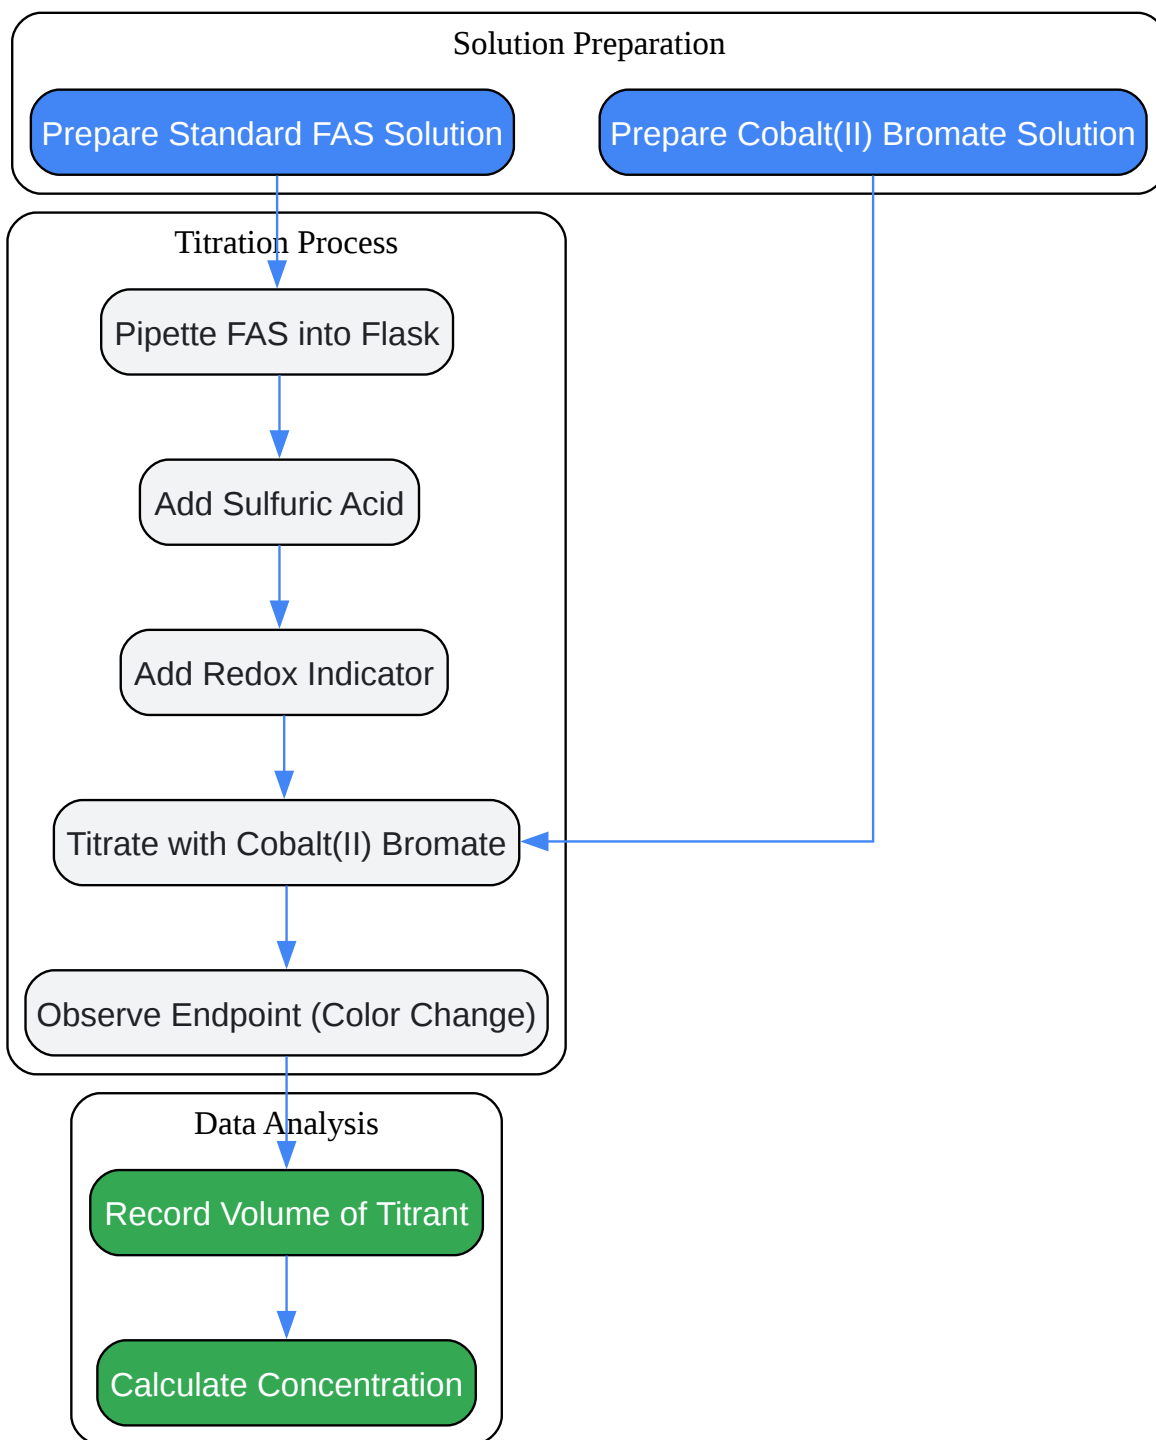 Solution Preparation
Prepare Standard FAS Solution
Prepare Cobalt(II) Bromate Solution
Titration Process
Pipette FAS into Flask
Add Sulfuric Acid
Add Redox Indicator
Titrate with Cobalt(II) Bromate
Observe Endpoint (Color Change)
Data Analysis
Record Volume of Titrant
Calculate Concentration